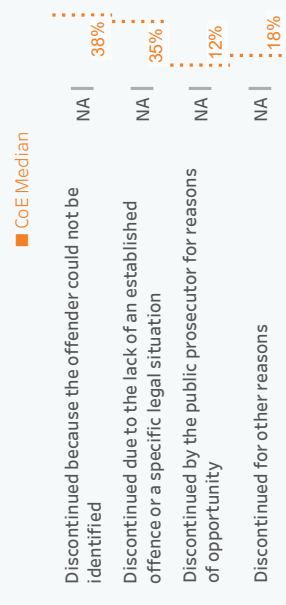 CoE Median
Discontinued because the offender could not be
identified
NA
38%
Discontinued due to the lack of an established
offence or a specific legal situation
NA
35%
Discontinued by the public prosecutor for reasons
of opportunity
NA
12%
Discontinued for other reasons
NA
18%